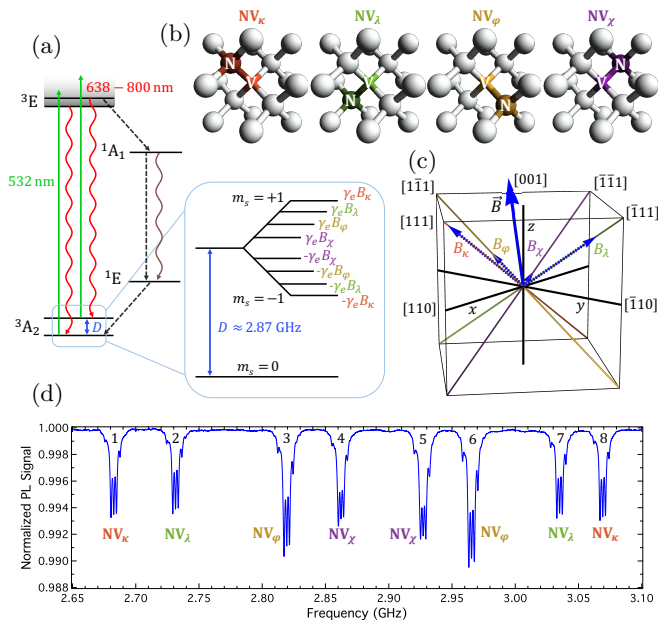 (a)
638 – 800 nm
³E
¹A₁
532 nm
¹E
³A₂
D
mₛ = +1
γₑBκ
γₑBλ
γₑBφ
γₑBχ
-γₑBχ
-γₑBφ
-γₑBλ
-γₑBκ
mₛ = −1
D ≈ 2.87 GHz
mₛ = 0
(b)
NVκ
NVλ
NVφ
NVχ
N
V
N
V
V
N
N
V
(c)
[001]
[1̄1̄1]
[11̄1]
[1̄11]
[111]
B⃗
z
Bκ
Bφ
Bχ
Bλ
[110]
x
y
[1̄10]
(d)
Normalized PL Signal
1.000
0.998
0.996
0.994
0.992
0.990
0.988
1
2
3
4
5
6
7
8
NVκ
NVλ
NVφ
NVχ
NVχ
NVφ
NVλ
NVκ
2.65
2.70
2.75
2.80
2.85
2.90
2.95
3.00
3.05
3.10
Frequency (GHz)